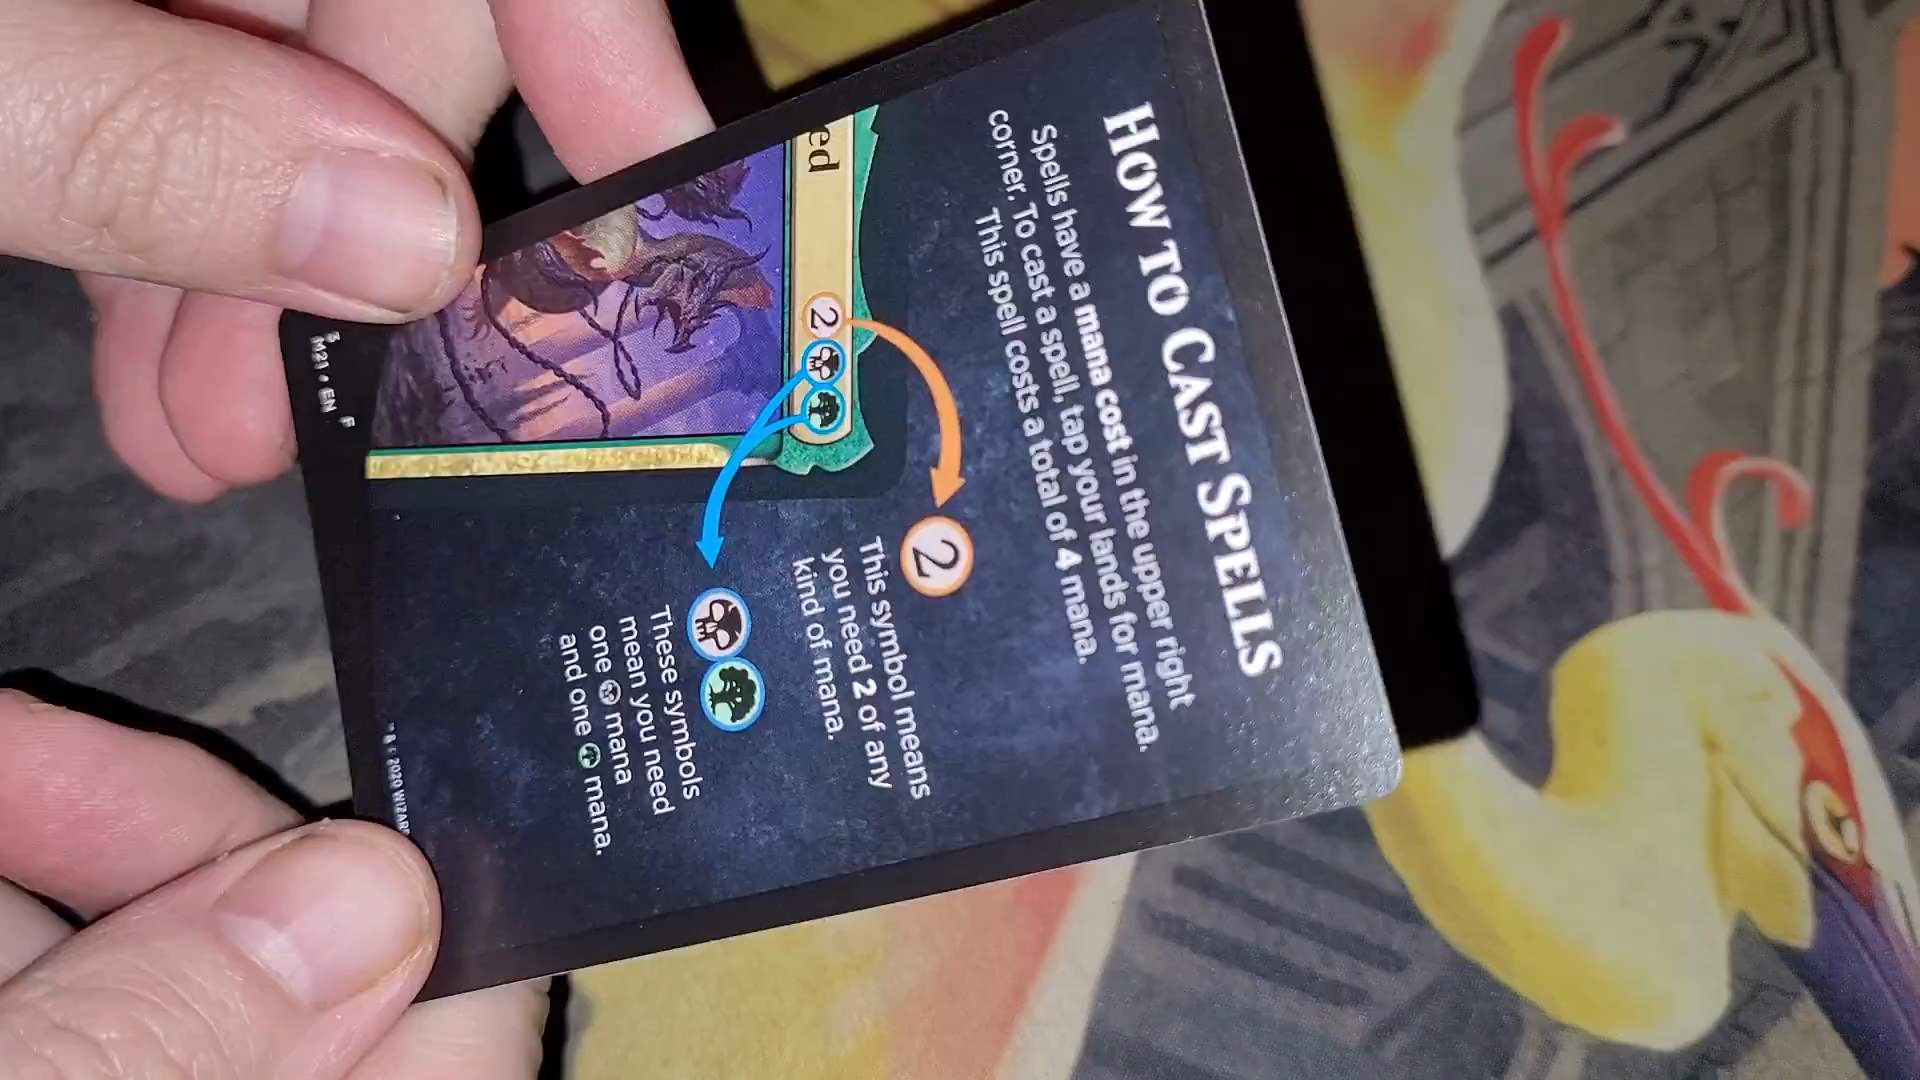 HOW TO CAST SPELLS
Spells have a mana cost in the upper right
corner. To cast a spell, tap your lands for mana.
This spell costs a total of 4 mana.
ed
2
2
This symbol means
you need 2 of any
kind of mana.
These symbols
mean you need
one mana
and one mana.
M21 • EN
F
2020 WIZAR